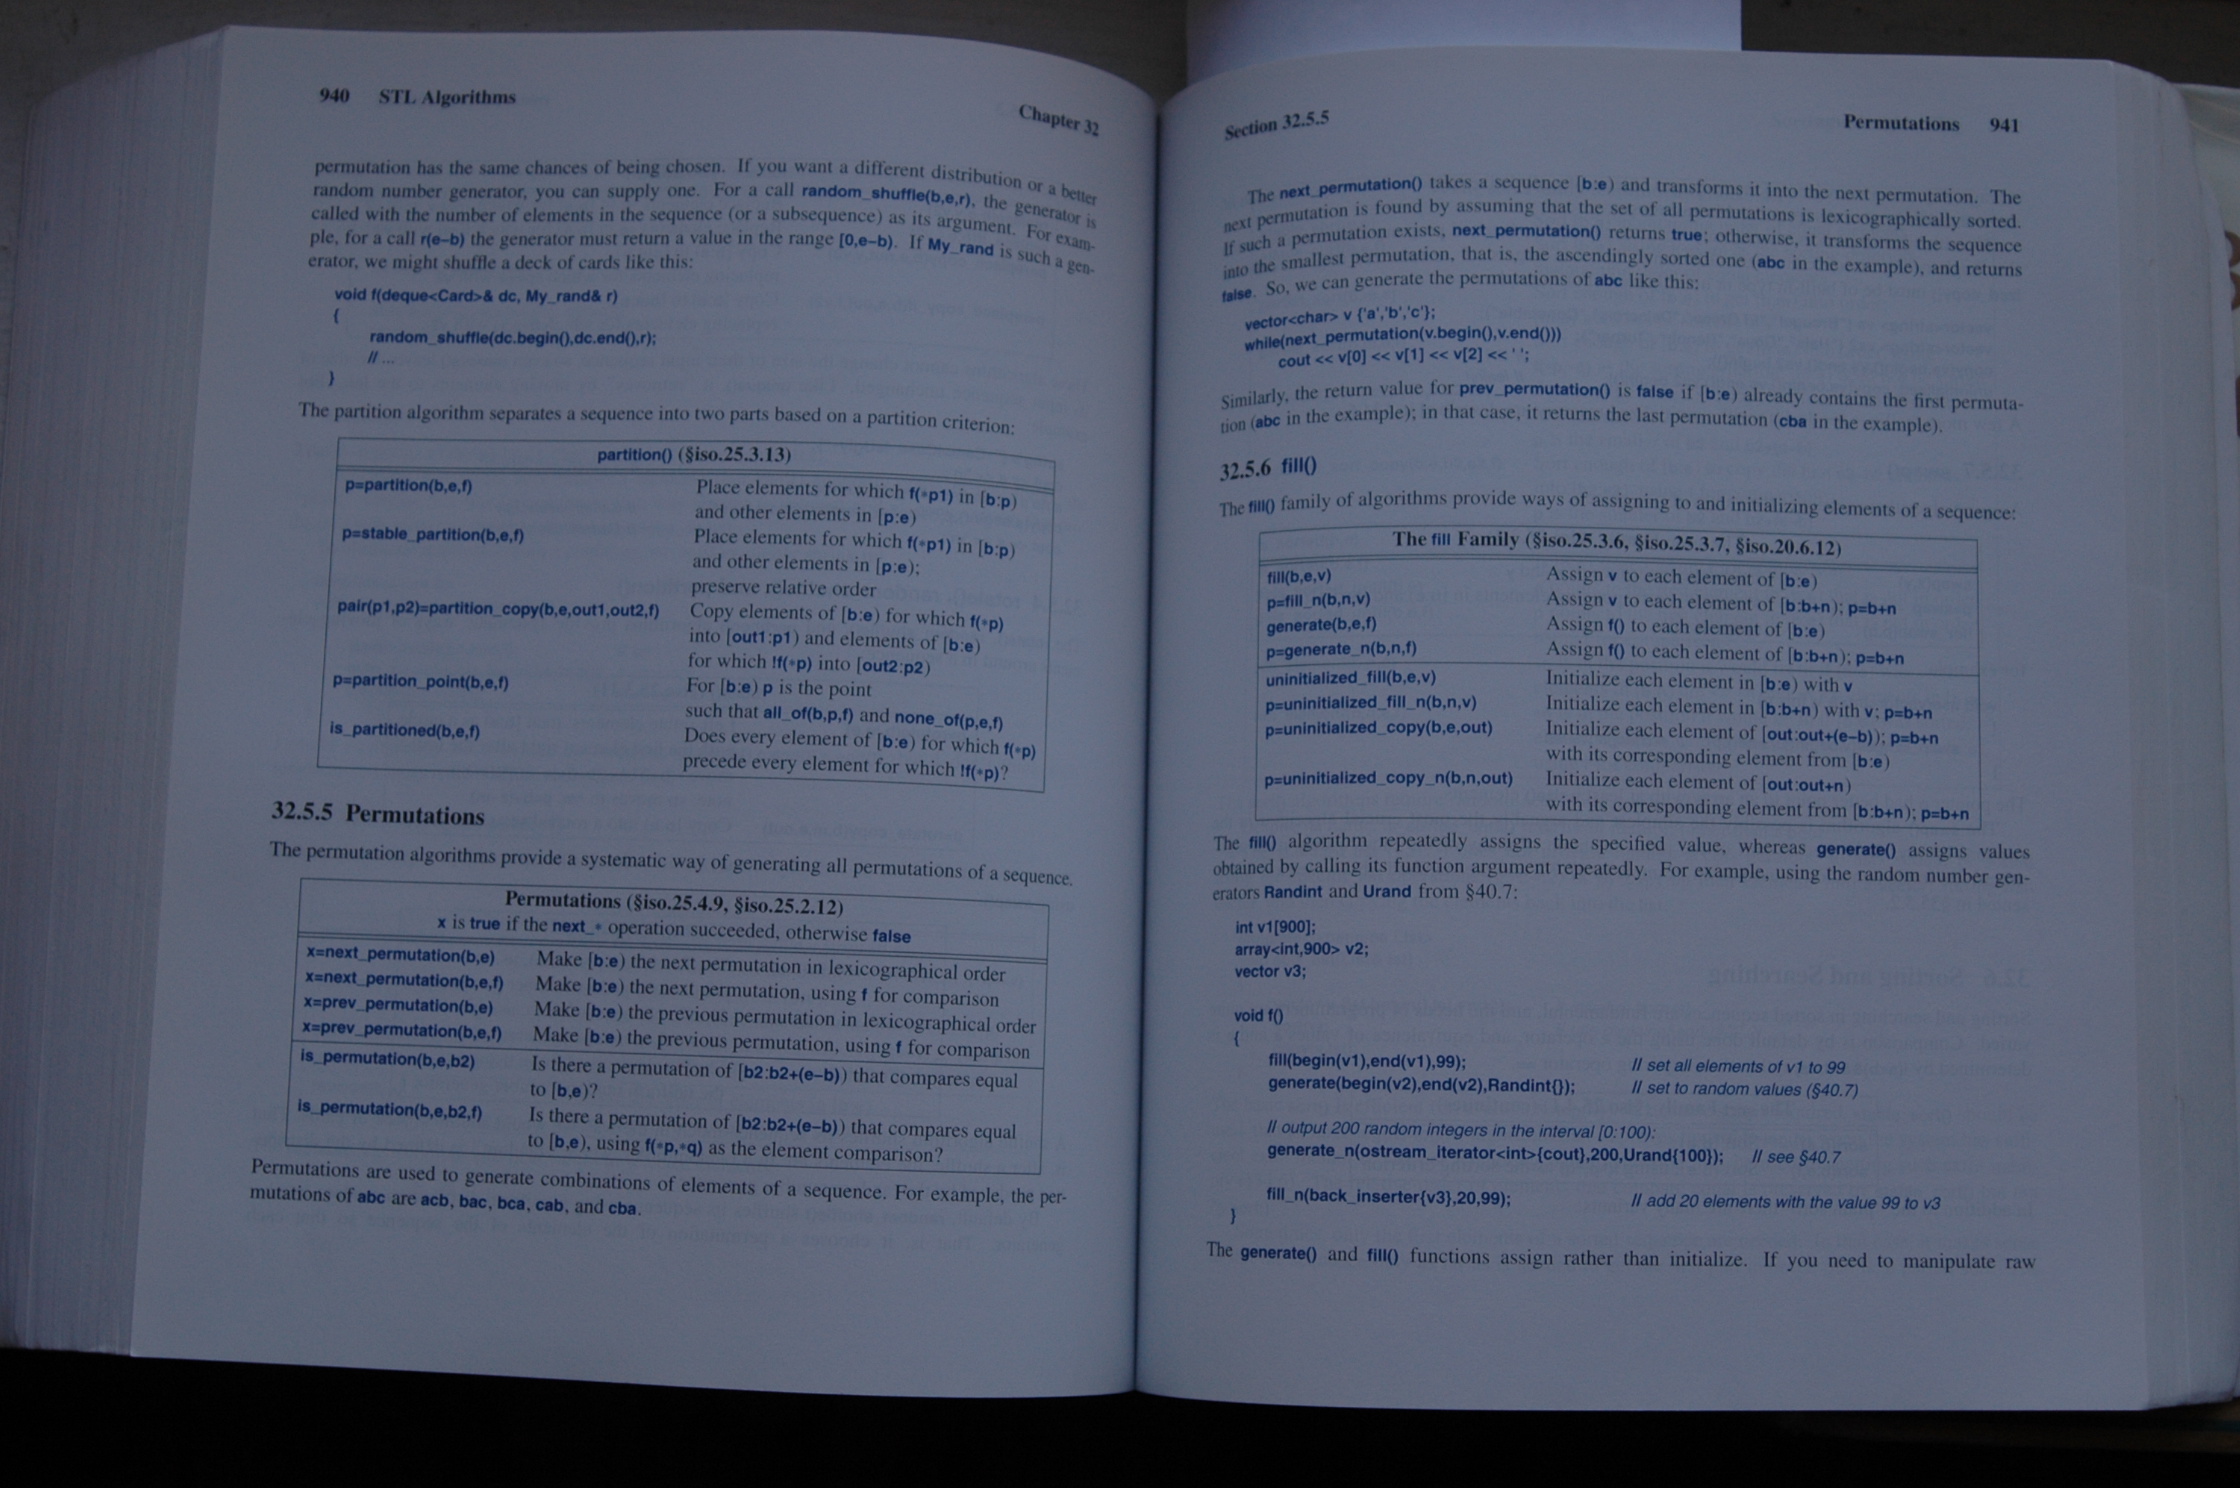 940 STL Algorithms Chapter 32
permutation has the same chances of being chosen. If you want a different distribution or a better
random number generator, you can supply one. For a call random_shuffle(b,e,r), the generator is
called with the number of elements in the sequence (or a subsequence) as its argument. For exam-
ple, for a call r(e–b) the generator must return a value in the range [0,e–b). If My_rand is such a gen-
erator, we might shuffle a deck of cards like this:
void f(deque<Card>& dc, My_rand& r)
{
random_shuffle(dc.begin(),dc.end(),r);
// ...
}
The partition algorithm separates a sequence into two parts based on a partition criterion:
partition() (§iso.25.3.13)
p=partition(b,e,f) Place elements for which f(*p1) in [b:p)
and other elements in [p:e)
p=stable_partition(b,e,f) Place elements for which f(*p1) in [b:p)
and other elements in [p:e);
preserve relative order
pair(p1,p2)=partition_copy(b,e,out1,out2,f) Copy elements of [b:e) for which f(*p)
into [out1:p1) and elements of [b:e)
for which !f(*p) into [out2:p2)
p=partition_point(b,e,f) For [b:e) p is the point
such that all_of(b,p,f) and none_of(p,e,f)
is_partitioned(b,e,f) Does every element of [b:e) for which f(*p)
precede every element for which !f(*p)?
32.5.5 Permutations
The permutation algorithms provide a systematic way of generating all permutations of a sequence.
Permutations (§iso.25.4.9, §iso.25.2.12)
x is true if the next_* operation succeeded, otherwise false
x=next_permutation(b,e) Make [b:e) the next permutation in lexicographical order
x=next_permutation(b,e,f) Make [b:e) the next permutation, using f for comparison
x=prev_permutation(b,e) Make [b:e) the previous permutation in lexicographical order
x=prev_permutation(b,e,f) Make [b:e) the previous permutation, using f for comparison
is_permutation(b,e,b2) Is there a permutation of [b2:b2+(e–b)) that compares equal
to [b,e)?
is_permutation(b,e,b2,f) Is there a permutation of [b2:b2+(e–b)) that compares equal
to [b,e), using f(*p,*q) as the element comparison?
Permutations are used to generate combinations of elements of a sequence. For example, the per-
mutations of abc are acb, bac, bca, cab, and cba.
Section 32.5.5 Permutations 941
The next_permutation() takes a sequence [b:e) and transforms it into the next permutation. The
next permutation is found by assuming that the set of all permutations is lexicographically sorted.
If such a permutation exists, next_permutation() returns true; otherwise, it transforms the sequence
into the smallest permutation, that is, the ascendingly sorted one (abc in the example), and returns
false. So, we can generate the permutations of abc like this:
vector<char> v {'a','b','c'};
while(next_permutation(v.begin(),v.end()))
cout << v[0] << v[1] << v[2] << ' ';
Similarly, the return value for prev_permutation() is false if [b:e) already contains the first permuta-
tion (abc in the example); in that case, it returns the last permutation (cba in the example).
32.5.6 fill()
The fill() family of algorithms provide ways of assigning to and initializing elements of a sequence:
The fill Family (§iso.25.3.6, §iso.25.3.7, §iso.20.6.12)
fill(b,e,v) Assign v to each element of [b:e)
p=fill_n(b,n,v) Assign v to each element of [b:b+n); p=b+n
generate(b,e,f) Assign f() to each element of [b:e)
p=generate_n(b,n,f) Assign f() to each element of [b:b+n); p=b+n
uninitialized_fill(b,e,v) Initialize each element in [b:e) with v
p=uninitialized_fill_n(b,n,v) Initialize each element in [b:b+n) with v; p=b+n
p=uninitialized_copy(b,e,out) Initialize each element of [out:out+(e–b)); p=b+n
with its corresponding element from [b:e)
p=uninitialized_copy_n(b,n,out) Initialize each element of [out:out+n)
with its corresponding element from [b:b+n); p=b+n
The fill() algorithm repeatedly assigns the specified value, whereas generate() assigns values
obtained by calling its function argument repeatedly. For example, using the random number gen-
erators Randint and Urand from §40.7:
int v1[900];
array<int,900> v2;
vector v3;
void f()
{
fill(begin(v1),end(v1),99); // set all elements of v1 to 99
generate(begin(v2),end(v2),Randint{}); // set to random values (§40.7)
// output 200 random integers in the interval [0:100):
generate_n(ostream_iterator<int>{cout},200,Urand{100}); // see §40.7
fill_n(back_inserter{v3},20,99); // add 20 elements with the value 99 to v3
}
The generate() and fill() functions assign rather than initialize. If you need to manipulate raw